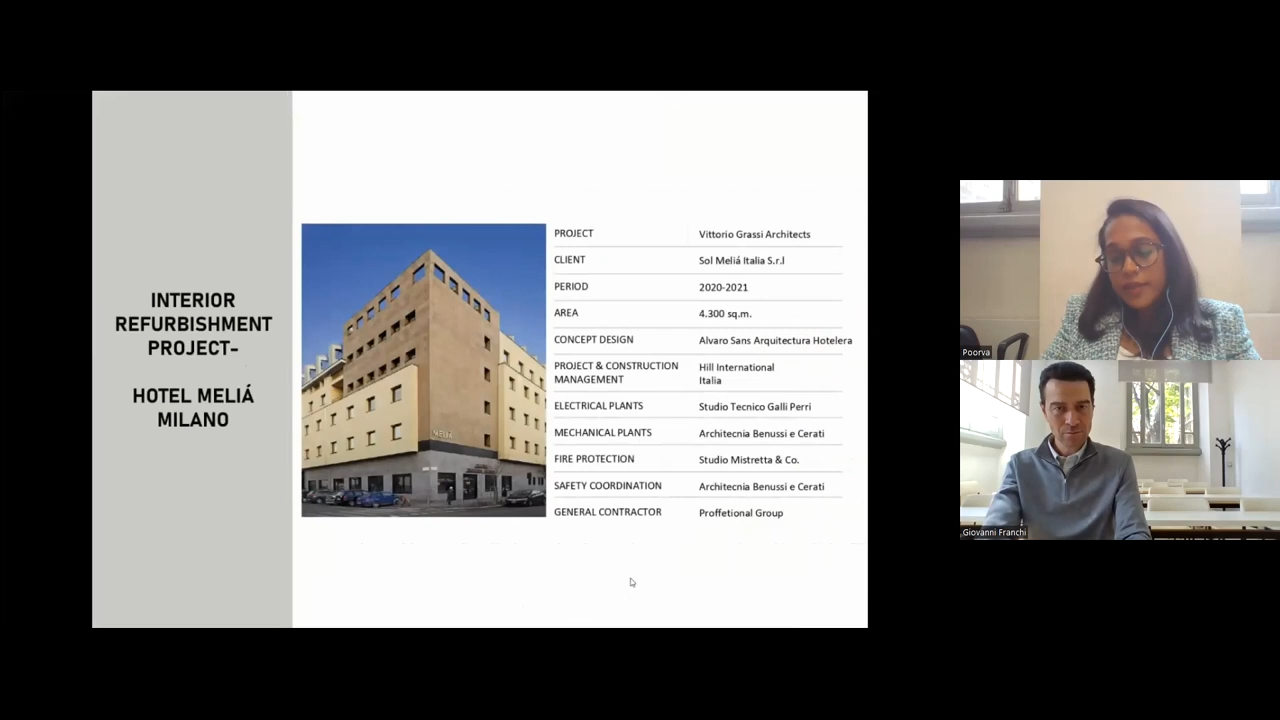 INTERIOR
REFURBISHMENT
PROJECT-
HOTEL MELIÁ
MILANO
PROJECT Vittorio Grassi Architects
CLIENT Sol Meliá Italia S.r.l
PERIOD 2020-2021
AREA 4.300 sq.m.
CONCEPT DESIGN Alvaro Sans Arquitectura Hotelera
PROJECT & CONSTRUCTION MANAGEMENT Hill International
Italia
ELECTRICAL PLANTS Studio Tecnico Galli Perri
MECHANICAL PLANTS Architecnia Benussi e Cerati
FIRE PROTECTION Studio Mistretta & Co.
SAFETY COORDINATION Architecnia Benussi e Cerati
GENERAL CONTRACTOR Proffetional Group
MELIÃ
Poorva
Giovanni Franchi